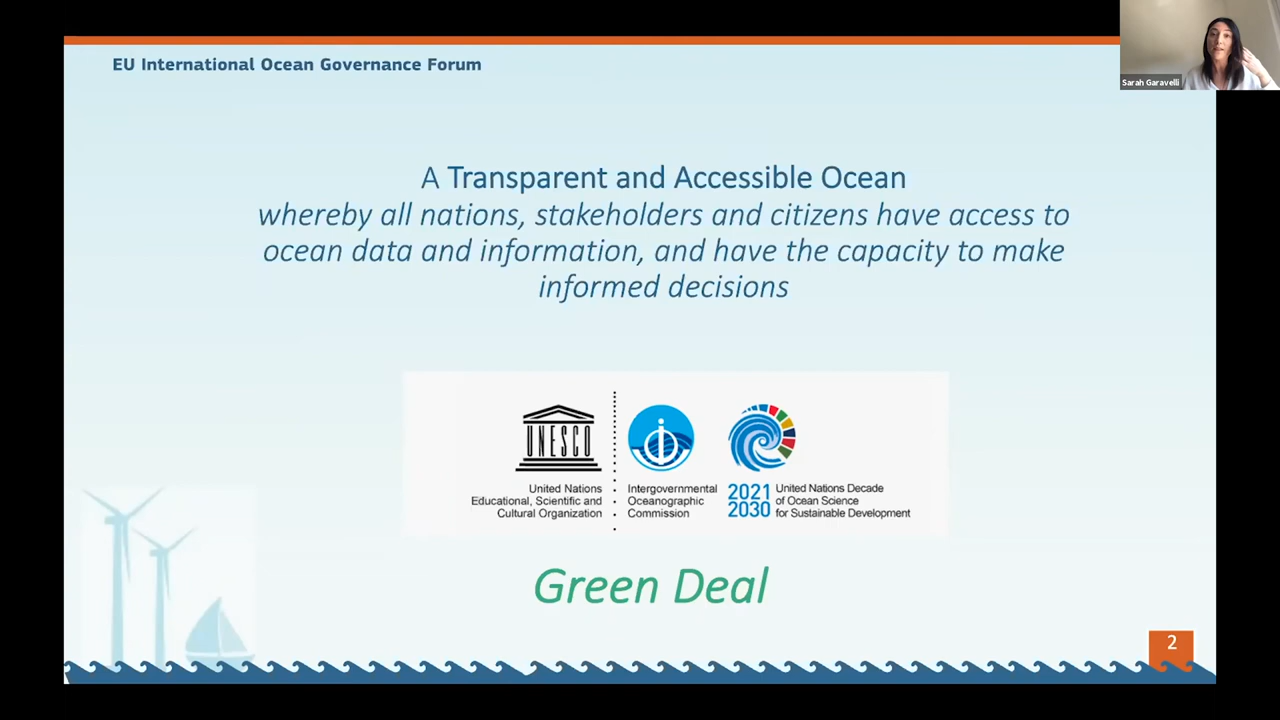 EU International Ocean Governance Forum
Sarah Garavelli
A Transparent and Accessible Ocean
whereby all nations, stakeholders and citizens have access to
ocean data and information, and have the capacity to make
informed decisions
UNESCO
United Nations
Educational, Scientific and
Cultural Organization
Intergovernmental
Oceanographic
Commission
2021
2030
United Nations Decade
of Ocean Science
for Sustainable Development
Green Deal
2